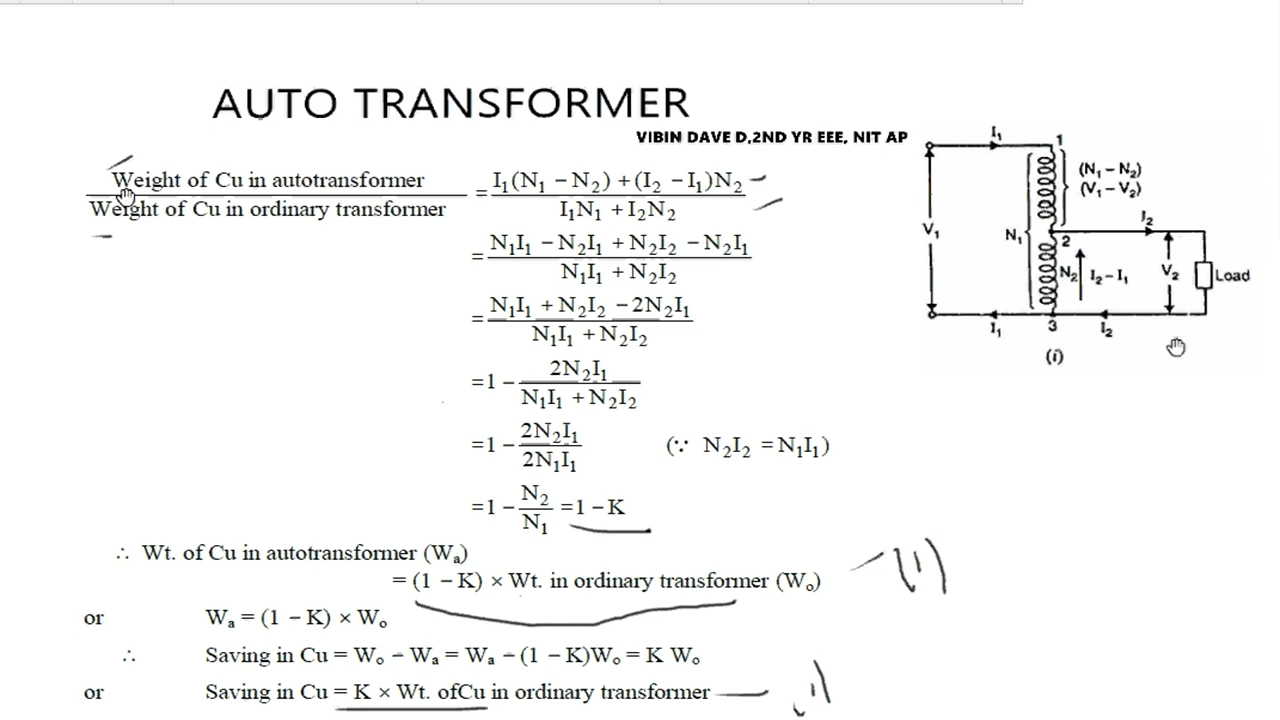 AUTO TRANSFORMER
VIBIN DAVE D,2ND YR EEE, NIT AP
Weight of Cu in autotransformer / Weight of Cu in ordinary transformer = I₁(N₁ − N₂) + (I₂ − I₁)N₂ / I₁N₁ + I₂N₂
= N₁I₁ − N₂I₁ + N₂I₂ − N₂I₁ / N₁I₁ + N₂I₂
= N₁I₁ + N₂I₂ − 2N₂I₁ / N₁I₁ + N₂I₂
=1 − 2N₂I₁ / N₁I₁ + N₂I₂
=1 − 2N₂I₁ / 2N₁I₁ (∵ N₂I₂ = N₁I₁)
=1 − N₂ / N₁ =1 − K
∴ Wt. of Cu in autotransformer (Wₐ)
= (1 − K) × Wt. in ordinary transformer (Wₒ)
or Wₐ = (1 − K) × Wₒ
∴ Saving in Cu = Wₒ − Wₐ = Wₐ − (1 − K)Wₒ = K Wₒ
or Saving in Cu = K × Wt. ofCu in ordinary transformer
I₁
1
(N₁ − N₂)
(V₁ − V₂)
V₁
N₁
2
I₂
N₂
I₂ − I₁
V₂
Load
I₁
3
I₂
(i)